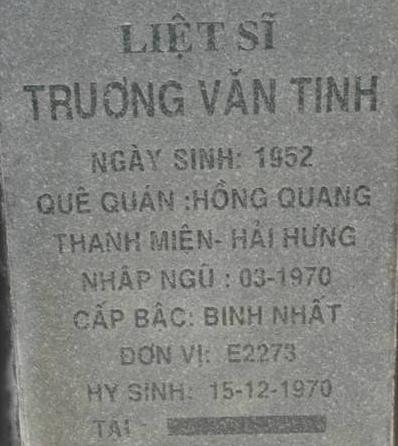 LIỆT SĨ
TRƯƠNG VĂN TINH
NGÀY SINH: 1952
QUÊ QUÁN :HỒNG QUANG
THANH MIÊN- HẢI HƯNG
NHẬP NGŨ : 03-1970
CẤP BẬC: BINH NHẤT
ĐƠN VỊ: E2273
HY SINH: 15-12-1970
TẠI -